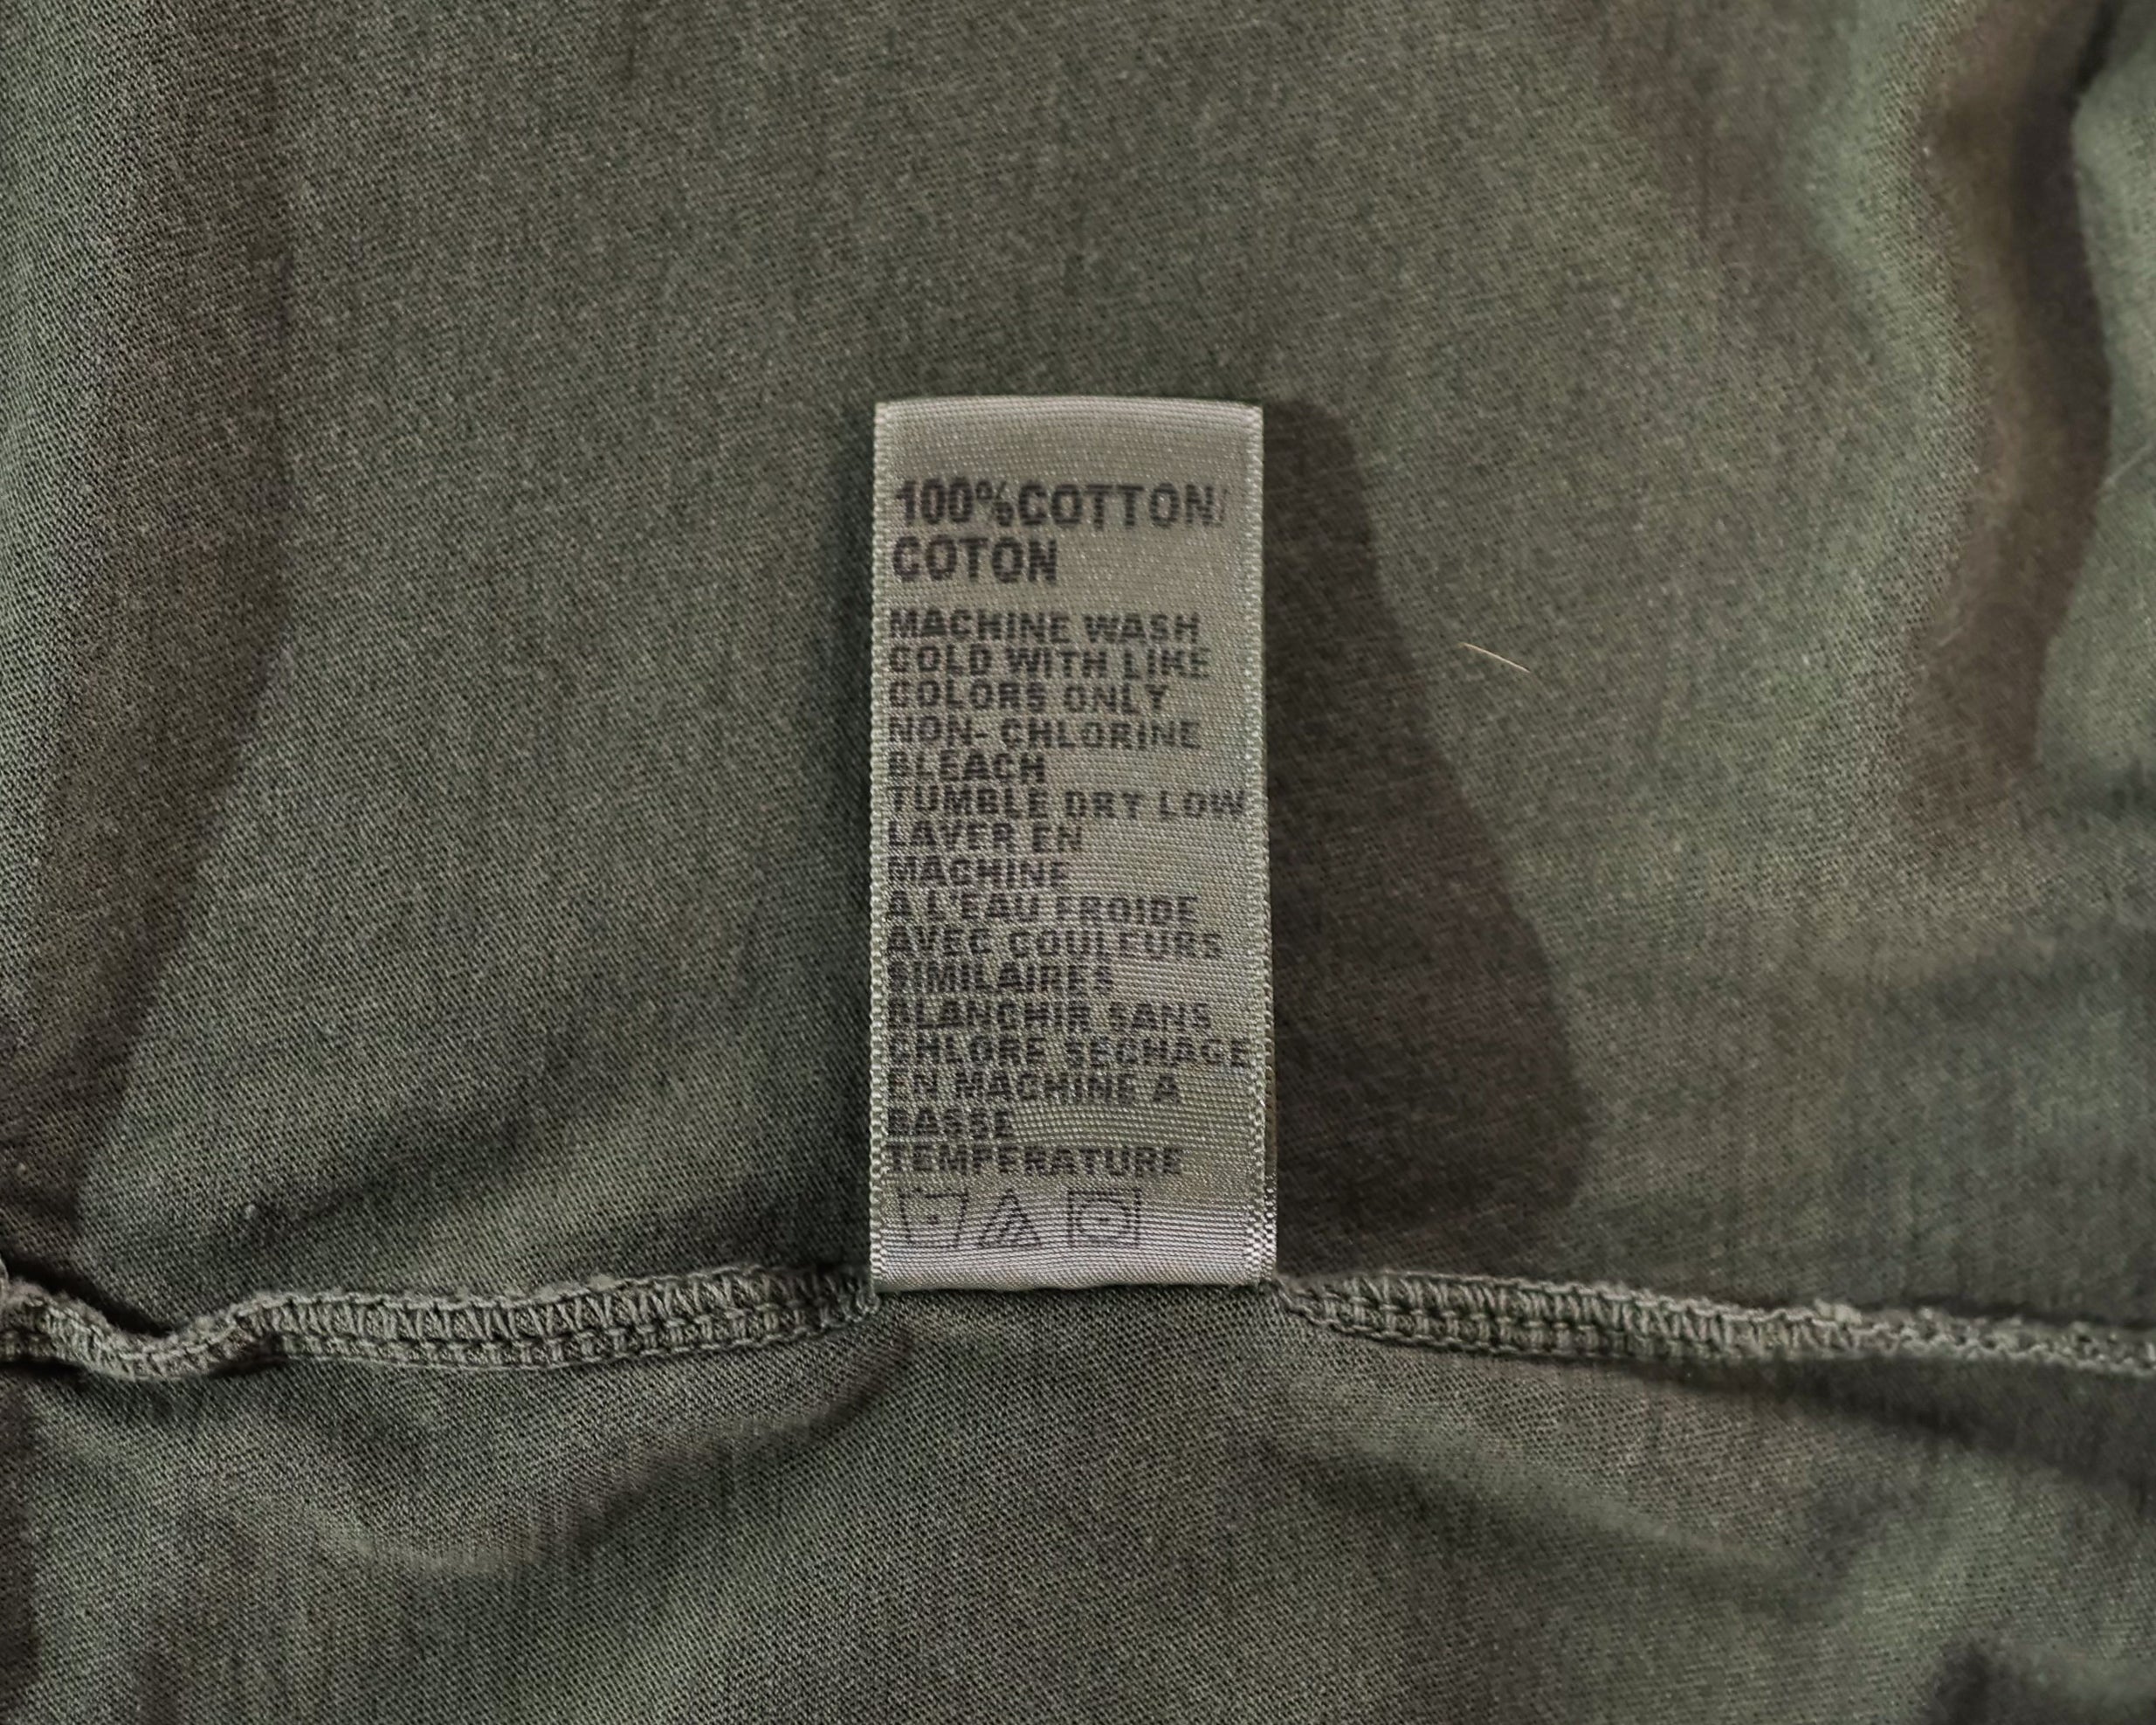 100%COTTON/
COTON
MACHINE WASH
COLD WITH LIKE
COLORS ONLY
NON- CHLORINE
BLEACH
TUMBLE DRY LOW
LAVER EN
MACHINE
A L'EAU FROIDE
AVEC COULEURS
SIMILAIRES
BLANCHIR SANS
CHLORE SECHAGE
EN MACHINE A
BASSE
TEMPERATURE